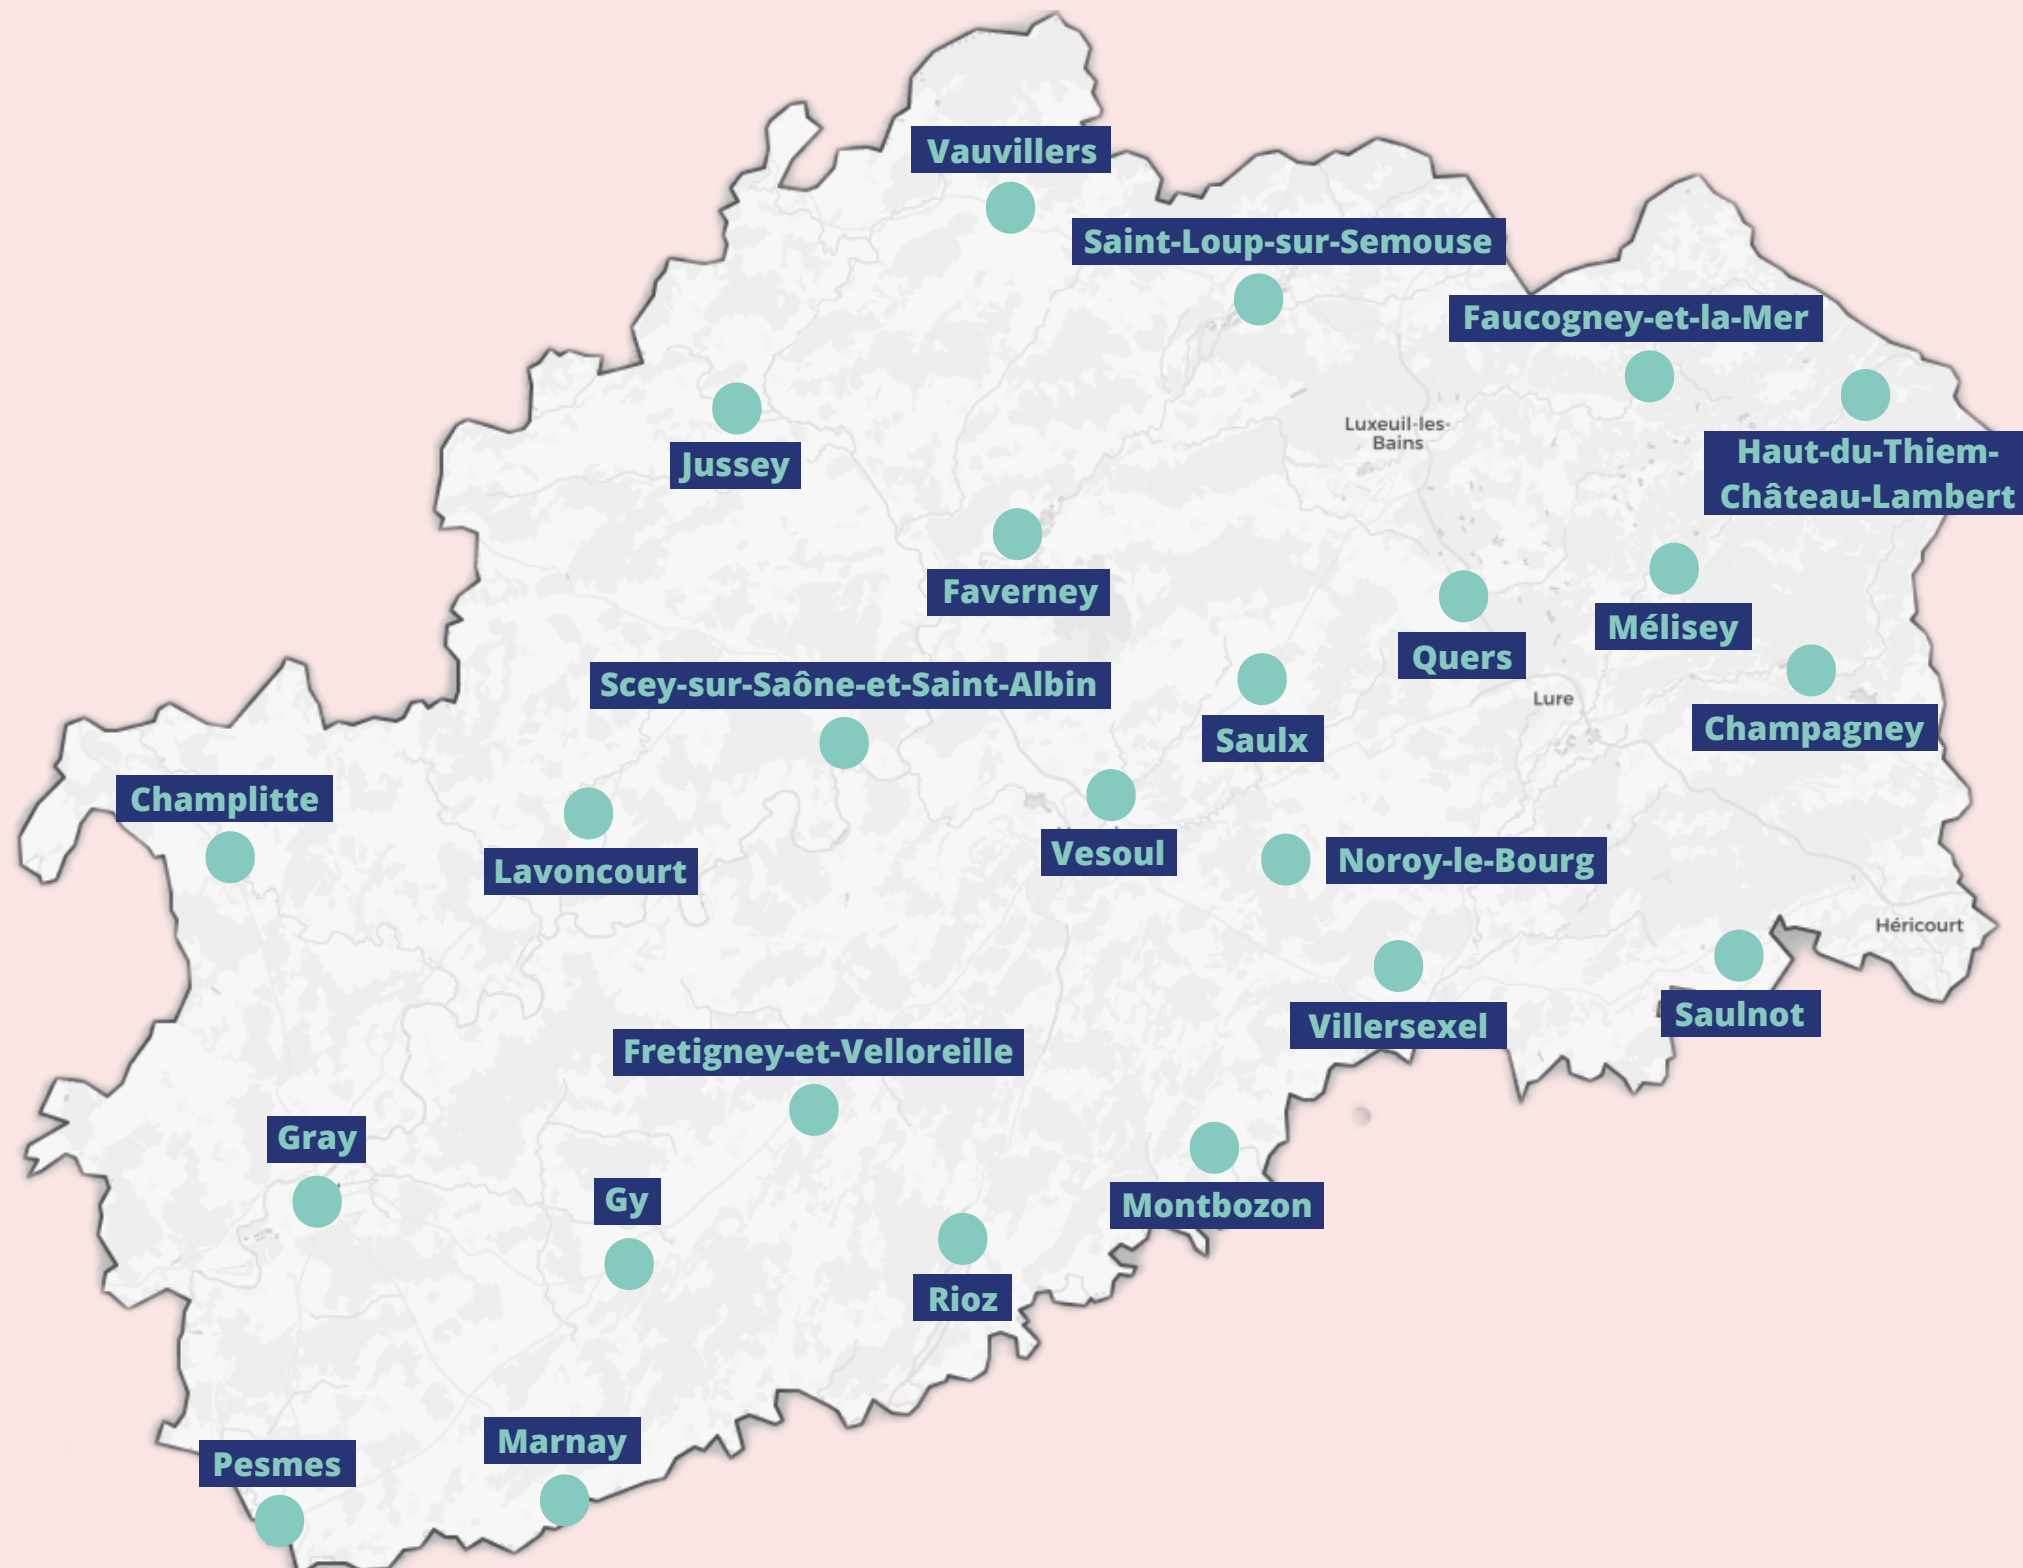 Vauvillers
Saint-Loup-sur-Semouse
Faucogney-et-la-Mer
Luxeuil-les-
Bains
Haut-du-Thiem-
Château-Lambert
Jussey
Faverney
Mélisey
Quers
Scey-sur-Saône-et-Saint-Albin
Lure
Saulx
Champagney
Champlitte
Lavoncourt
Vesoul
Noroy-le-Bourg
Héricourt
Villersexel
Saulnot
Fretigney-et-Velloreille
Gray
Gy
Montbozon
Rioz
Marnay
Pesmes